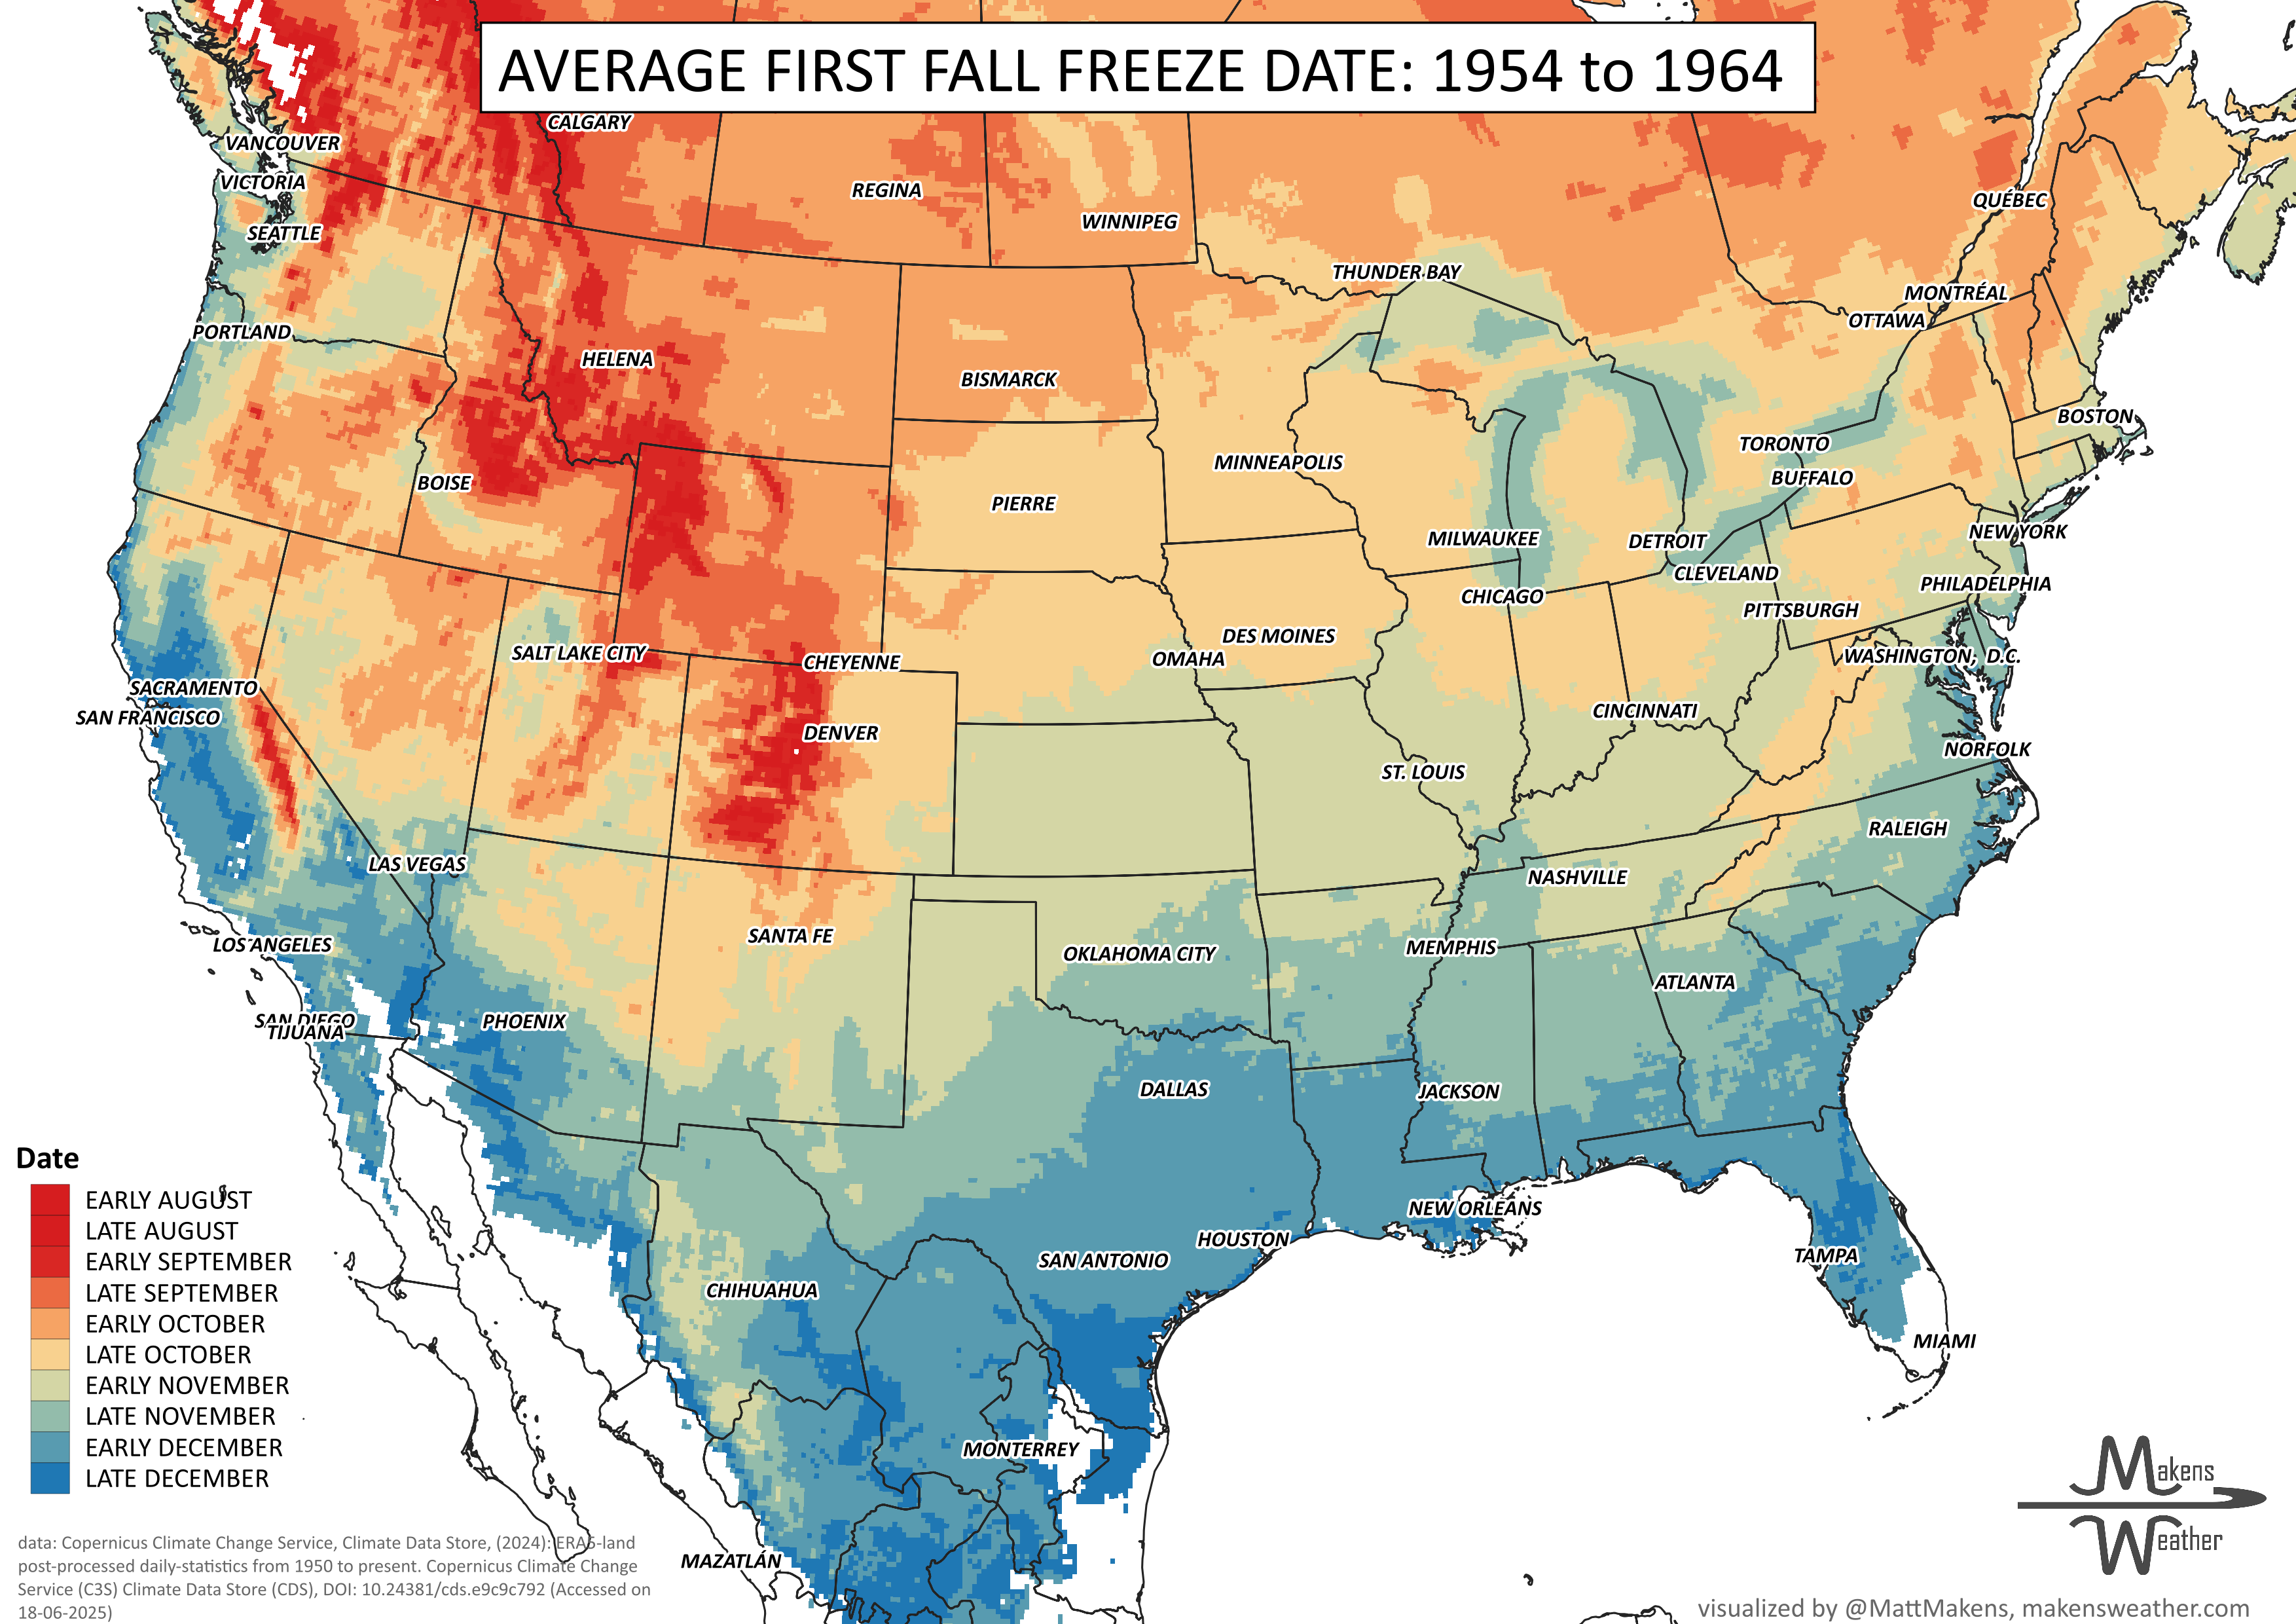 AVERAGE FIRST FALL FREEZE DATE: 1954 to 1964
CALGARY
VANCOUVER
VICTORIA
REGINA
QUÉBEC
WINNIPEG
SEATTLE
THUNDER BAY
MONTRÉAL
OTTAWA
PORTLAND
HELENA
BISMARCK
BOSTON
TORONTO
MINNEAPOLIS
BUFFALO
BOISE
PIERRE
NEW YORK
MILWAUKEE
DETROIT
CLEVELAND
PHILADELPHIA
CHICAGO
PITTSBURGH
DES MOINES
SALT LAKE CITY
OMAHA
WASHINGTON, D.C.
CHEYENNE
SACRAMENTO
CINCINNATI
SAN FRANCISCO
DENVER
NORFOLK
ST. LOUIS
RALEIGH
LAS VEGAS
NASHVILLE
SANTA FE
LOS ANGELES
MEMPHIS
OKLAHOMA CITY
ATLANTA
SAN DIEGO
PHOENIX
TIJUANA
DALLAS
JACKSON
NEW ORLEANS
HOUSTON
TAMPA
SAN ANTONIO
CHIHUAHUA
MIAMI
MONTERREY
MAZATLÁN
Date
EARLY AUGUST
LATE AUGUST
EARLY SEPTEMBER
LATE SEPTEMBER
EARLY OCTOBER
LATE OCTOBER
EARLY NOVEMBER
LATE NOVEMBER
EARLY DECEMBER
LATE DECEMBER
data: Copernicus Climate Change Service, Climate Data Store, (2024): ERA5-land
post-processed daily-statistics from 1950 to present. Copernicus Climate Change
Service (C3S) Climate Data Store (CDS), DOI: 10.24381/cds.e9c9c792 (Accessed on
18-06-2025)
Makens
Weather
visualized by @MattMakens, makensweather.com